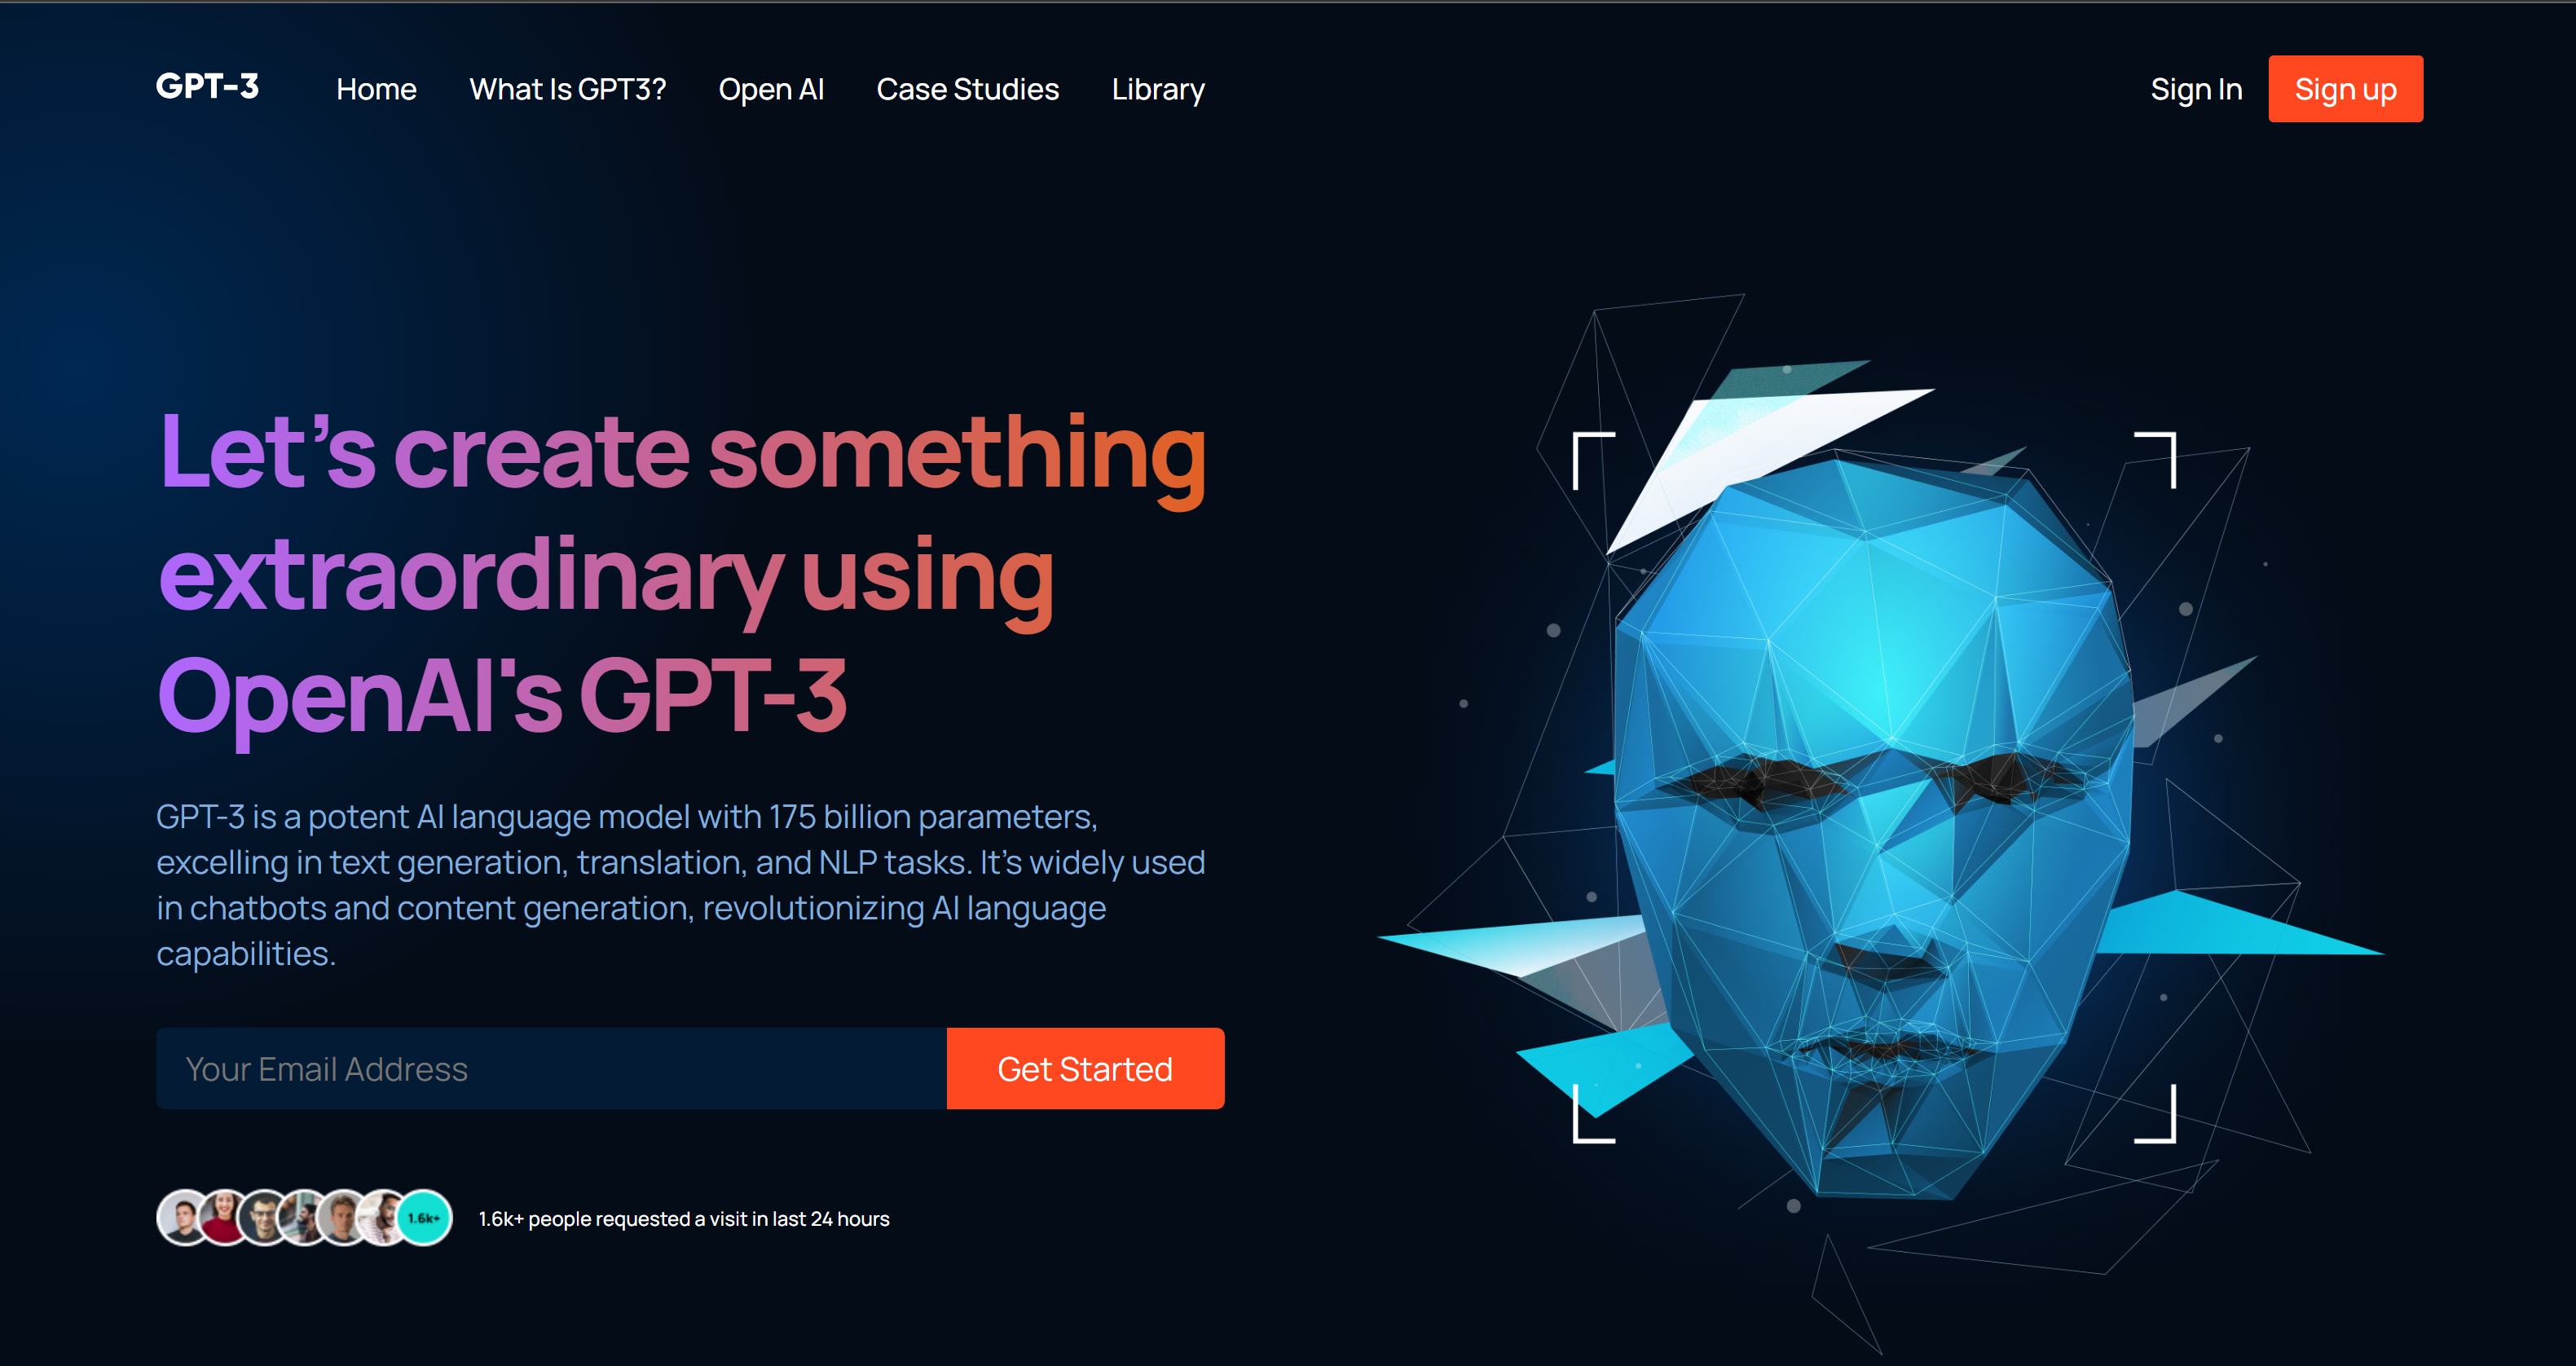 GPT-3
Home
What Is GPT3?
Open AI
Case Studies
Library
Sign In
Sign up
Let’s create something
extraordinary using
OpenAI's GPT-3
GPT-3 is a potent AI language model with 175 billion parameters,
excelling in text generation, translation, and NLP tasks. It’s widely used
in chatbots and content generation, revolutionizing AI language
capabilities.
Your Email Address
Get Started
1.6k+
1.6k+ people requested a visit in last 24 hours